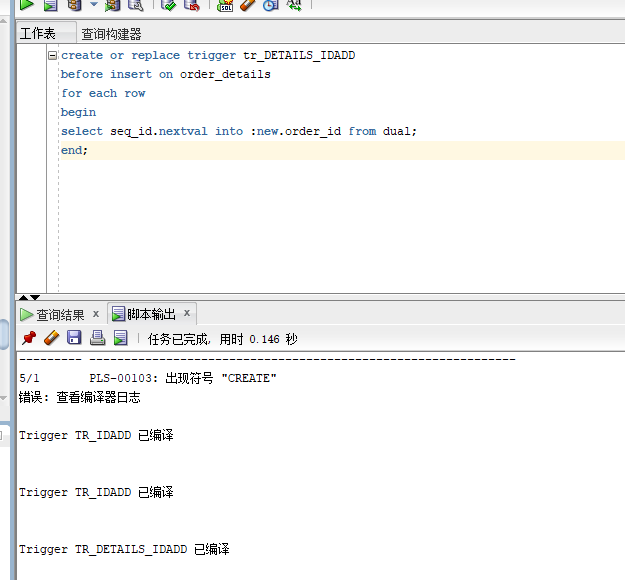 工作表 查询构建器
create or replace trigger tr_DETAILS_IDADD
before insert on order_details
for each row
begin
select seq_id.nextval into :new.order_id from dual;
end;
查询结果 x 脚本输出 x
任务已完成, 用时 0.146 秒
-------- -------------------------------------------------------------
5/1 PLS-00103: 出现符号 "CREATE"
错误: 查看编译器日志
Trigger TR_IDADD 已编译
Trigger TR_IDADD 已编译
Trigger TR_DETAILS_IDADD 已编译